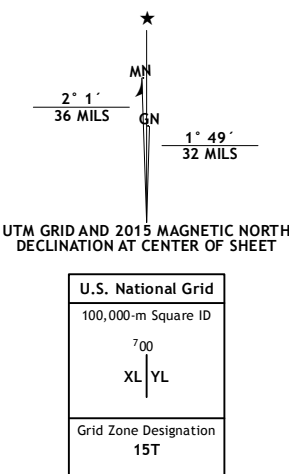 MN
GN
2° 1´
36 MILS
1° 49´
32 MILS
UTM GRID AND 2015 MAGNETIC NORTH
DECLINATION AT CENTER OF SHEET
U.S. National Grid
100,000-m Square ID
⁷00
XL YL
Grid Zone Designation
15T